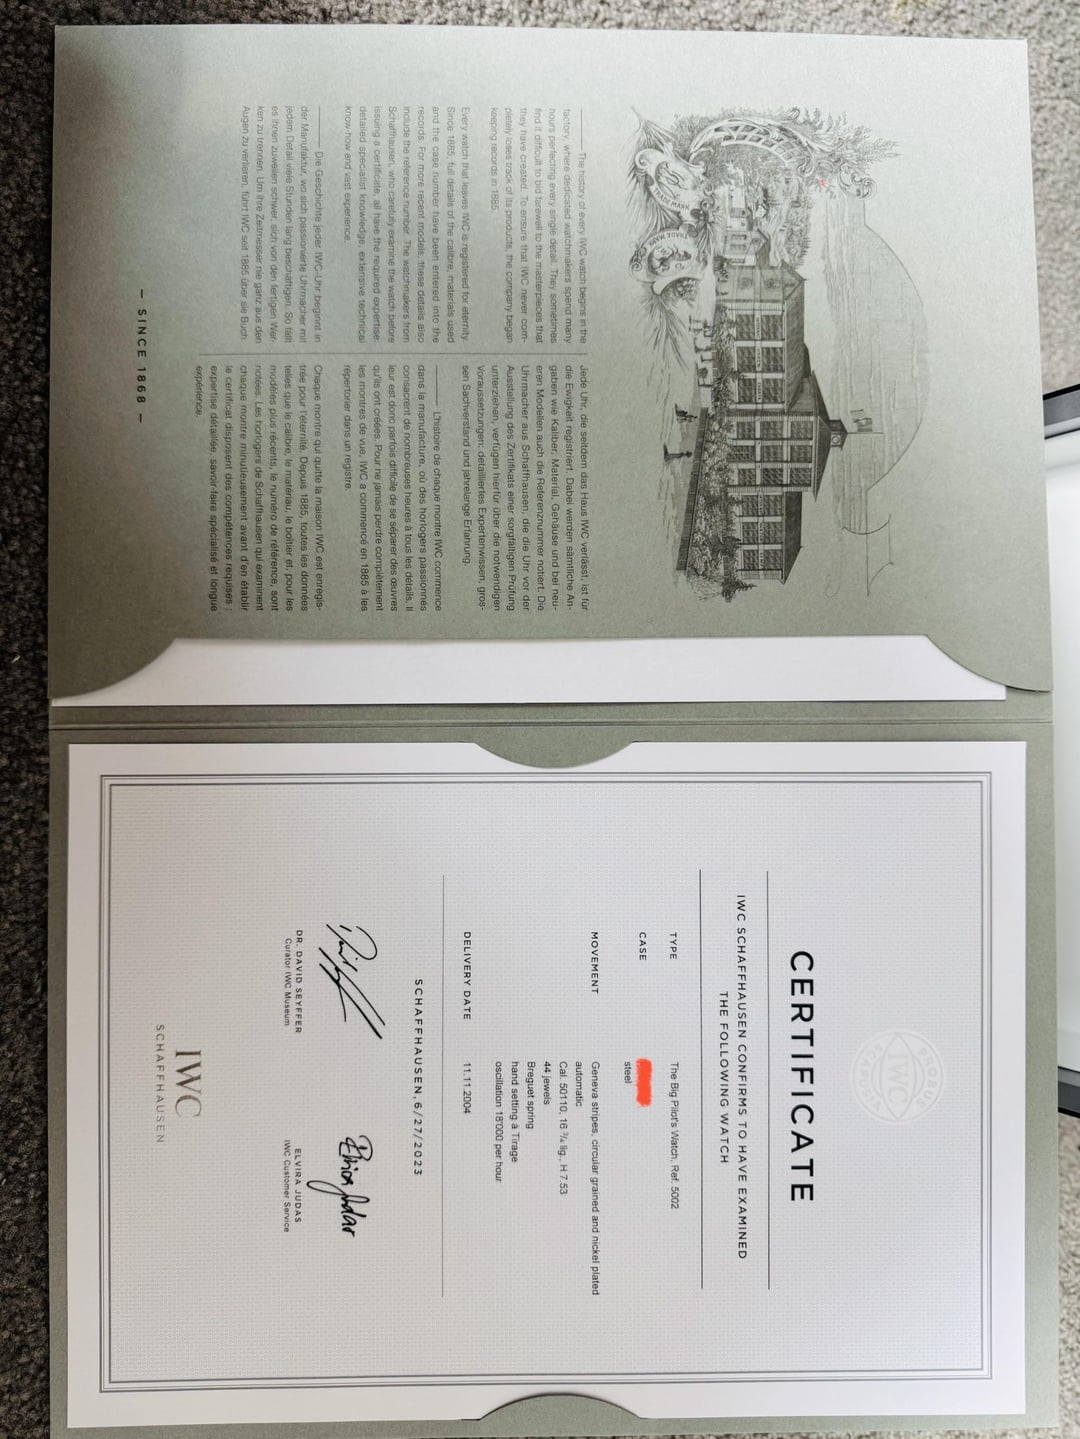 TRADE MARK
TRADE MARK
——— The history of every IWC watch begins in the
factory, where dedicated watchmakers spend many
hours perfecting every single detail. They sometimes
find it difficult to bid farewell to the masterpieces that
they have created. To ensure that IWC never com-
pletely loses track of its products, the company began
keeping records in 1885.
Every watch that leaves IWC is registered for eternity.
Since 1885, full details of the calibre, materials used
and the case number have been entered into the
records. For more recent models, these details also
include the reference number. The watchmakers from
Schaffhausen, who carefully examine the watch before
issuing a certificate, all have the required expertise:
detailed specialist knowledge, extensive technical
know-how and vast experience.
——— Die Geschichte jeder IWC-Uhr beginnt in
der Manufaktur, wo sich passionierte Uhrmacher mit
jedem Detail viele Stunden lang beschäftigen. So fällt
es ihnen zuweilen schwer, sich von den fertigen Wer-
ken zu trennen. Um ihre Zeitmesser nie ganz aus den
Augen zu verlieren, führt IWC seit 1885 über sie Buch.
Jede Uhr, die seitdem das Haus IWC verlässt, ist für
die Ewigkeit registriert. Dabei werden sämtliche An-
gaben wie Kaliber, Material, Gehäuse und bei neu-
eren Modellen auch die Referenznummer notiert. Die
Uhrmacher aus Schaffhausen, die die Uhr vor der
Ausstellung des Zertifikats einer sorgfältigen Prüfung
unterziehen, verfügen hierfür über die notwendigen
Voraussetzungen: detailliertes Expertenwissen, gros-
sen Sachverstand und jahrelange Erfahrung.
——— L'histoire de chaque montre IWC commence
dans la manufacture, où des horlogers passionnés
consacrent de nombreuses heures à tous les détails. Il
leur est donc parfois difficile de se séparer des œuvres
qu'ils ont créées. Pour ne jamais perdre complètement
les montres de vue, IWC a commencé en 1885 à les
répertorier dans un registre.
Chaque montre qui quitte la maison IWC est enregis-
trée pour l'éternité. Depuis 1885, toutes les données
telles que le calibre, le matériau, le boîtier et, pour les
modèles plus récents, le numéro de référence, sont
notées. Les horlogers de Schaffhausen qui examinent
chaque montre minutieusement avant d'en établir
le certificat disposent des compétences requises :
expertise détaillée, savoir-faire spécialisé et longue
expérience.
– SINCE 1868 –
PROBUS
IWC
SCAFUSIA
CERTIFICATE
IWC SCHAFFHAUSEN CONFIRMS TO HAVE EXAMINED
THE FOLLOWING WATCH
TYPE The Big Pilot's Watch, Ref. 5002
CASE
steel
MOVEMENT Geneva stripes, circular grained and nickel plated
automatic
Cal. 50110, 16 ³/₄ lig., H 7.53
44 jewels
Breguet spring
hand setting à Tirage
oscillation 18'000 per hour
DELIVERY DATE 11.11.2004
SCHAFFHAUSEN, 6/27/2023
Elvira Judas
DR. DAVID SEYFFER
Curator IWC Museum
ELVIRA JUDAS
IWC Customer Service
IWC
SCHAFFHAUSEN